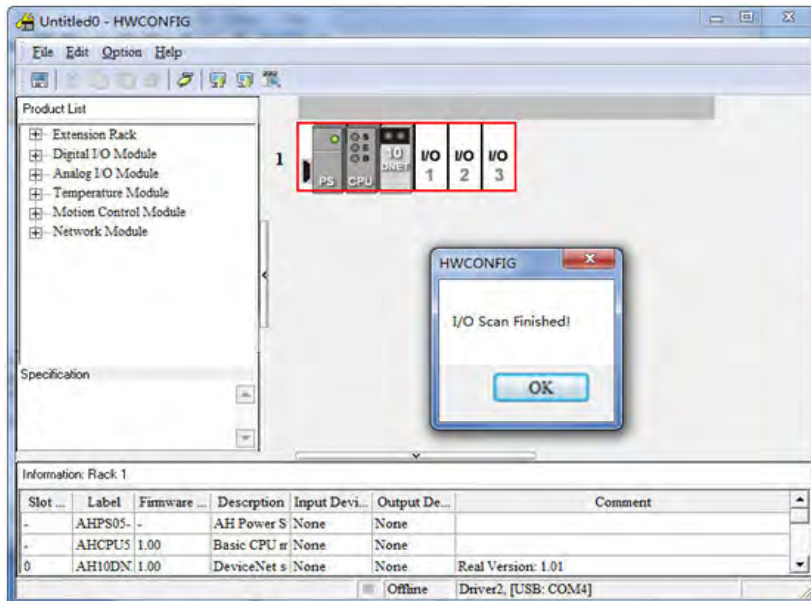 Untitled0 - HWCONFIG
File Edit Option Help
Product List
Extension Rack
Digital I/O Module
Analog I/O Module
Temperature Module
Motion Control Module
Network Module
Specification
1
PS CPU 10 DNET I/O 1 I/O 2 I/O 3
HWCONFIG
I/O Scan Finished!
OK
Information: Rack 1
Slot ... Label Firmware ... Descrption Input Devi... Output De... Comment
- AHPS05- - AH Power S None None
- AHCPU5 1.00 Basic CPU m None None
0 AH10DN 1.00 DeviceNet s None None Real Version: 1.01
Offline Driver2, [USB: COM4]